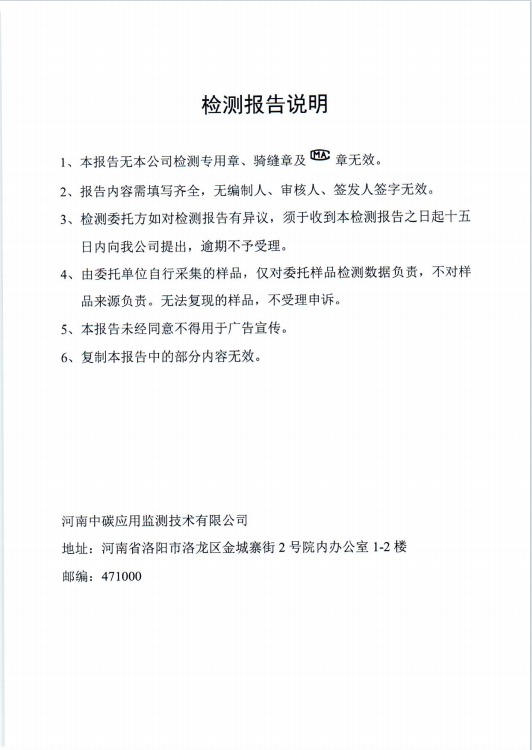 检测报告说明
1、本报告无本公司检测专用章、骑缝章及 MA 章无效。
2、报告内容需填写齐全，无编制人、审核人、签发人签字无效。
3、检测委托方如对检测报告有异议，须于收到本检测报告之日起十五
日内向我公司提出，逾期不予受理。
4、由委托单位自行采集的样品，仅对委托样品检测数据负责，不对样
品来源负责。无法复现的样品，不受理申诉。
5、本报告未经同意不得用于广告宣传。
6、复制本报告中的部分内容无效。
河南中碳应用监测技术有限公司
地址：河南省洛阳市洛龙区金城寨街 2 号院内办公室 1-2 楼
邮编：471000